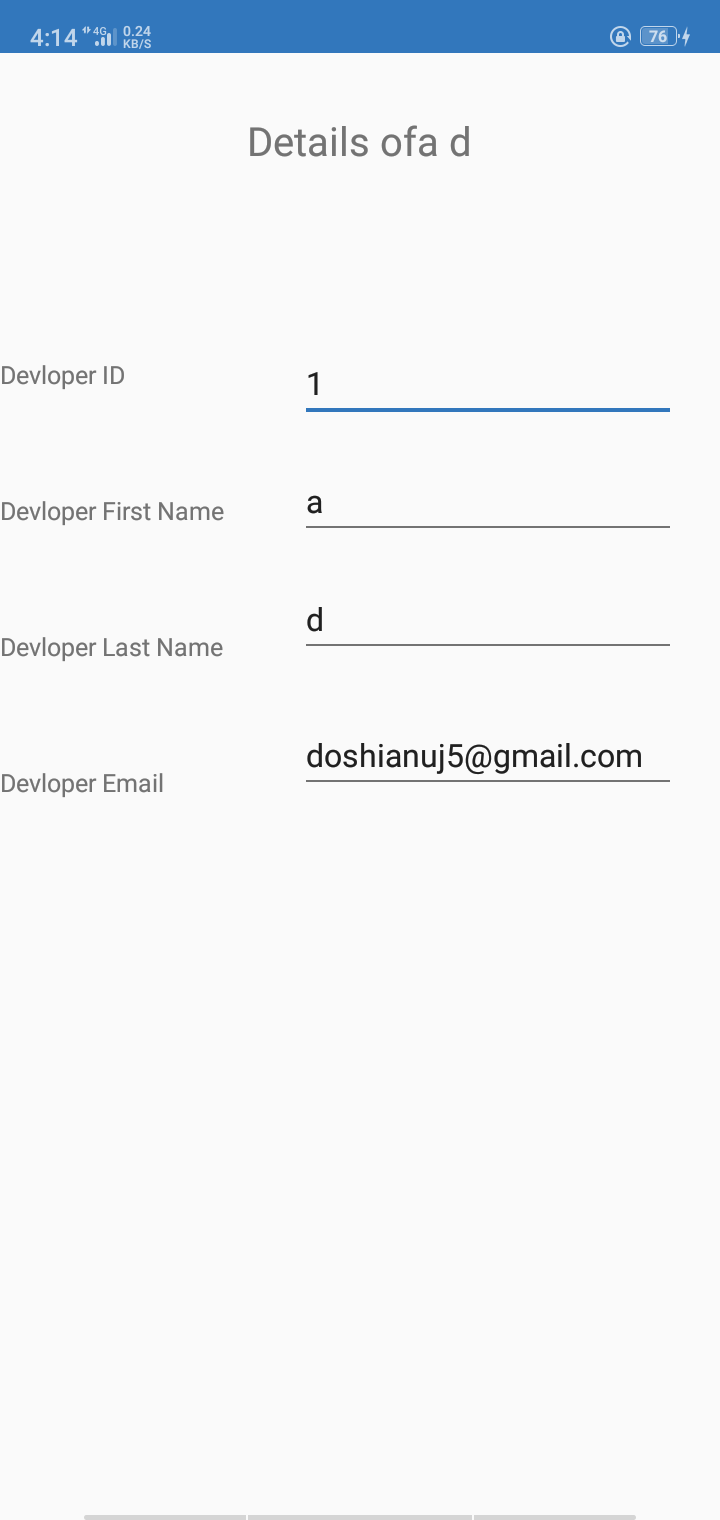 4:14 4G 0.24 KB/S 76
Details ofa d
Devloper ID
1
Devloper First Name
a
Devloper Last Name
d
Devloper Email
doshianuj5@gmail.com